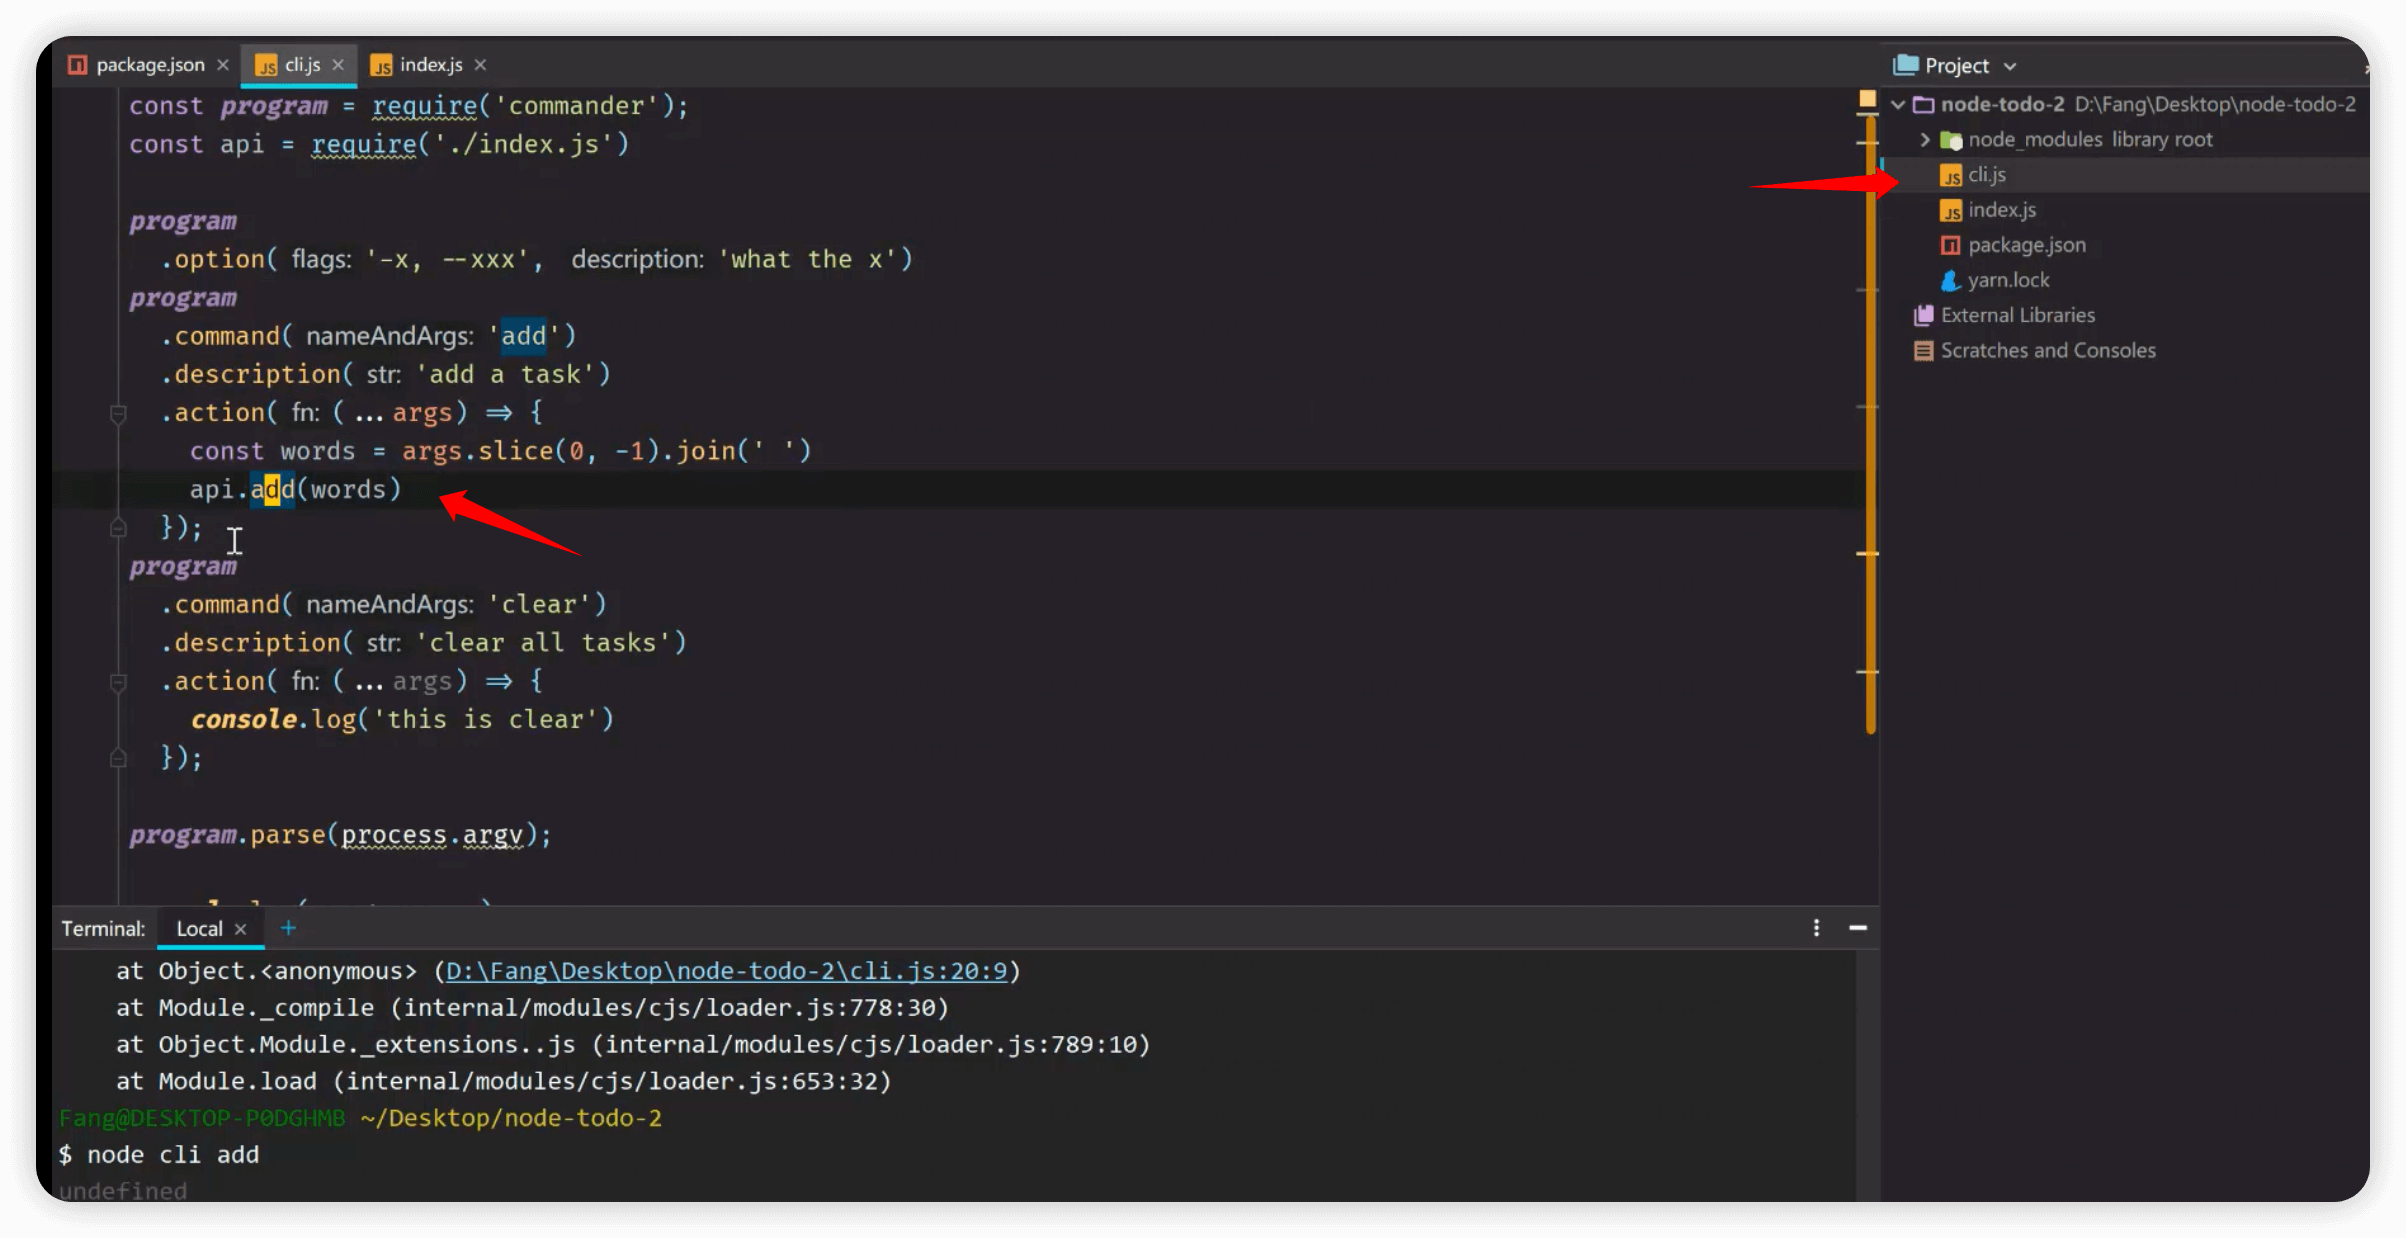 package.json
cli.js
index.js
const program = require('commander');
const api = require('./index.js')
program
.option( flags: '-x, --xxx', description: 'what the x')
program
.command( nameAndArgs: 'add')
.description( str: 'add a task')
.action( fn: (...args) => {
const words = args.slice(0, -1).join(' ')
api.add(words)
});
program
.command( nameAndArgs: 'clear')
.description( str: 'clear all tasks')
.action( fn: (...args) => {
console.log('this is clear')
});
program.parse(process.argv);
Project
node-todo-2 D:\Fang\Desktop\node-todo-2
node_modules library root
cli.js
index.js
package.json
yarn.lock
External Libraries
Scratches and Consoles
Terminal: Local
at Object.<anonymous> (D:\Fang\Desktop\node-todo-2\cli.js:20:9)
at Module._compile (internal/modules/cjs/loader.js:778:30)
at Object.Module._extensions..js (internal/modules/cjs/loader.js:789:10)
at Module.load (internal/modules/cjs/loader.js:653:32)
Fang@DESKTOP-P0DGHMB ~/Desktop/node-todo-2
$ node cli add
undefined